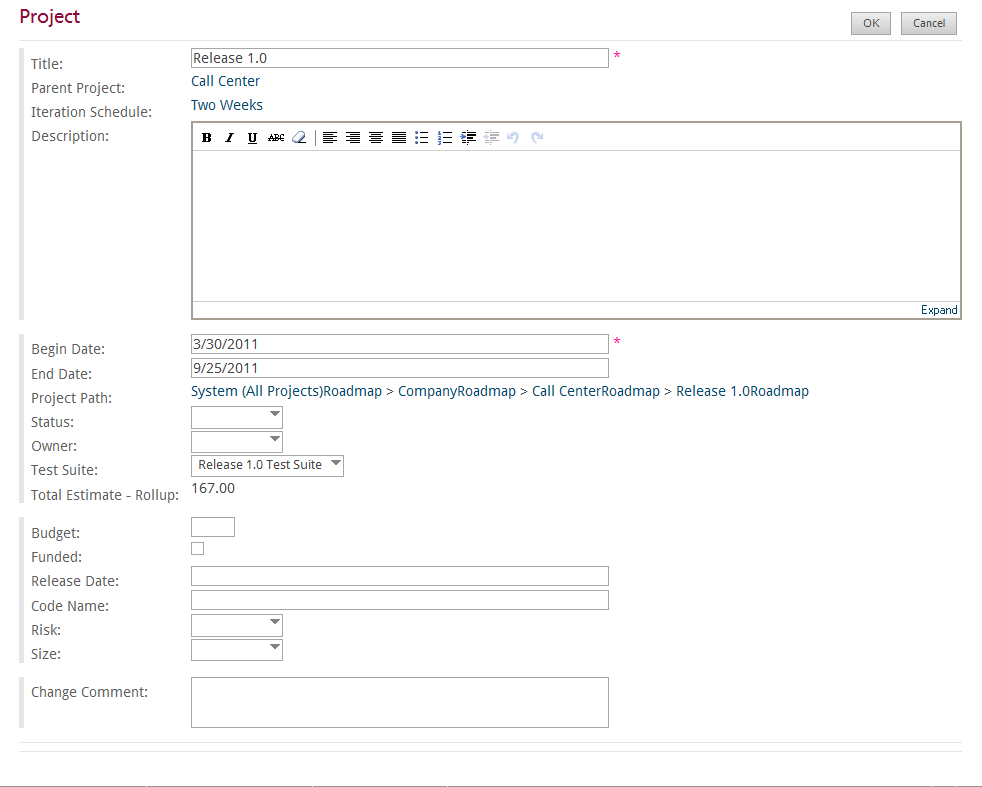 Project
OK Cancel
Title: Release 1.0 *
Parent Project: Call Center
Iteration Schedule: Two Weeks
Description:
B I U ABC
Expand
Begin Date: 3/30/2011 *
End Date: 9/25/2011
Project Path: System (All Projects)Roadmap > CompanyRoadmap > Call CenterRoadmap > Release 1.0Roadmap
Status:
Owner:
Test Suite: Release 1.0 Test Suite
Total Estimate - Rollup: 167.00
Budget:
Funded:
Release Date:
Code Name:
Risk:
Size:
Change Comment: